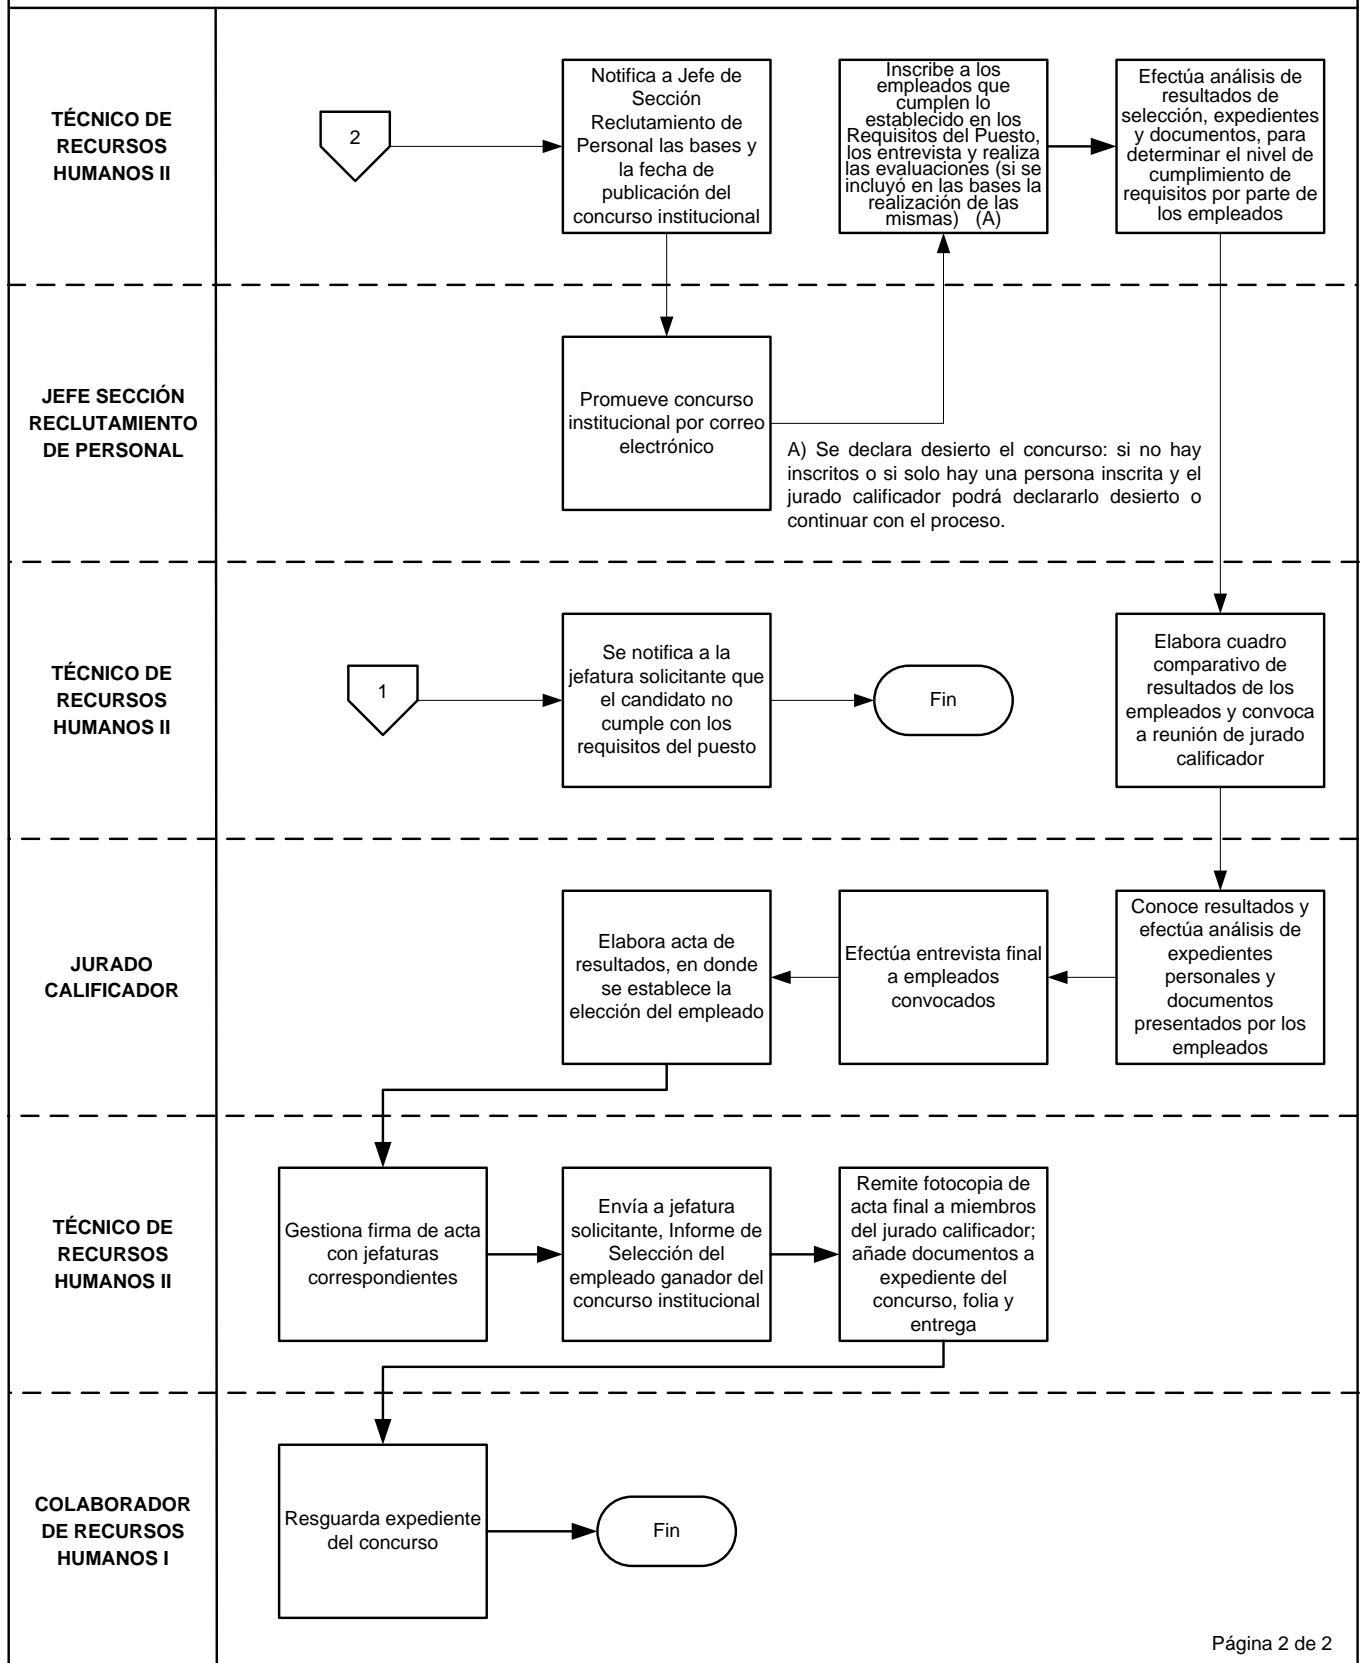 TÉCNICO DE
RECURSOS
HUMANOS II
2
Notifica a Jefe de
Sección
Reclutamiento de
Personal las bases y
la fecha de
publicación del
concurso institucional
Inscribe a los
empleados que
cumplen lo
establecido en los
Requisitos del Puesto,
los entrevista y realiza
las evaluaciones (si se
incluyó en las bases la
realización de las
mismas) (A)
Efectúa análisis de
resultados de
selección, expedientes
y documentos, para
determinar el nivel de
cumplimiento de
requisitos por parte de
los empleados
JEFE SECCIÓN
RECLUTAMIENTO
DE PERSONAL
Promueve concurso
institucional por correo
electrónico
A) Se declara desierto el concurso: si no hay
inscritos o si solo hay una persona inscrita y el
jurado calificador podrá declararlo desierto o
continuar con el proceso.
TÉCNICO DE
RECURSOS
HUMANOS II
1
Se notifica a la
jefatura solicitante que
el candidato no
cumple con los
requisitos del puesto
Fin
Elabora cuadro
comparativo de
resultados de los
empleados y convoca
a reunión de jurado
calificador
JURADO
CALIFICADOR
Elabora acta de
resultados, en donde
se establece la
elección del empleado
Efectúa entrevista final
a empleados
convocados
Conoce resultados y
efectúa análisis de
expedientes
personales y
documentos
presentados por los
empleados
TÉCNICO DE
RECURSOS
HUMANOS II
Gestiona firma de acta
con jefaturas
correspondientes
Envía a jefatura
solicitante, Informe de
Selección del
empleado ganador del
concurso institucional
Remite fotocopia de
acta final a miembros
del jurado calificador;
añade documentos a
expediente del
concurso, folia y
entrega
COLABORADOR
DE RECURSOS
HUMANOS I
Resguarda expediente
del concurso
Fin
Página 2 de 2